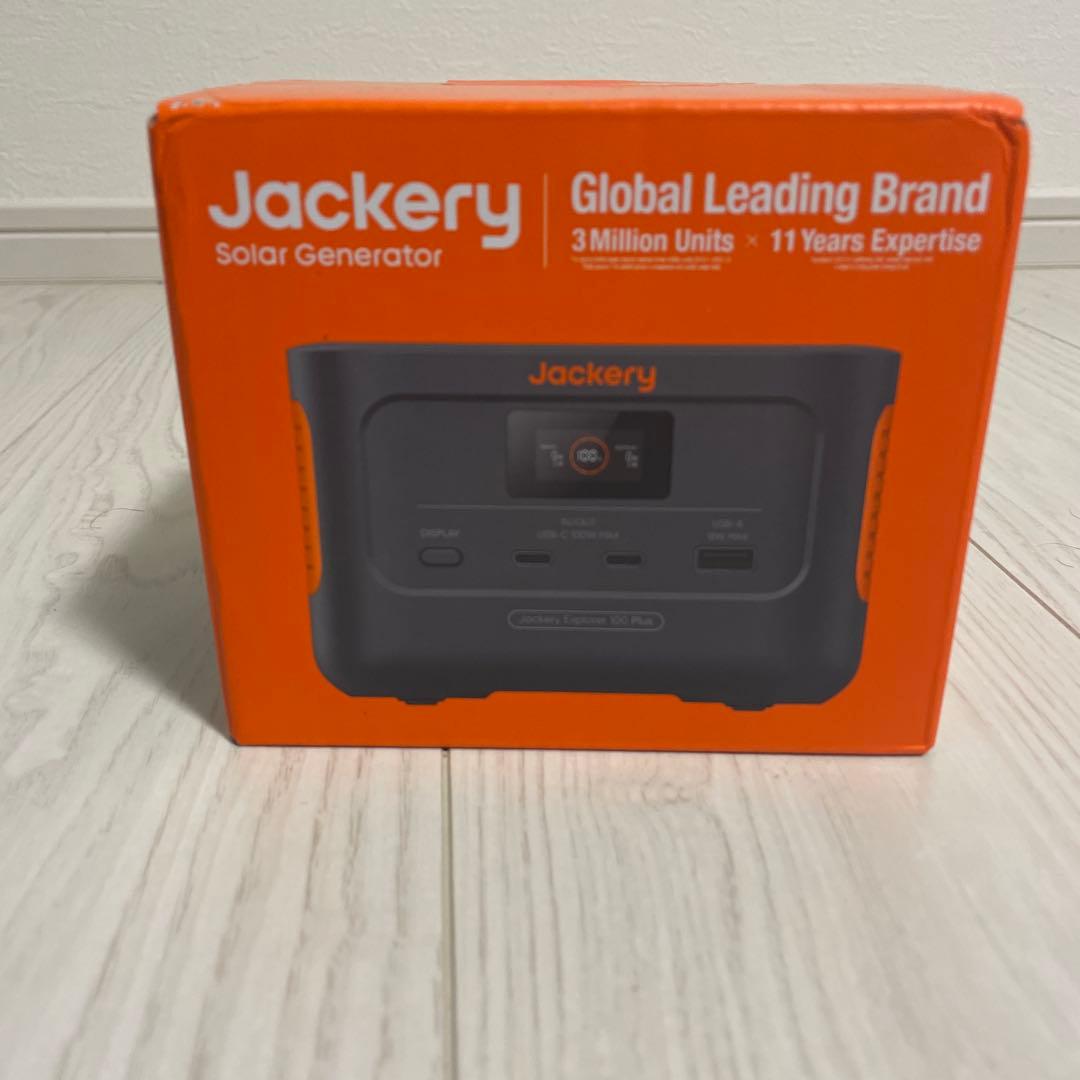 Jackery
Solar Generator
Global Leading Brand
3 Million Units × 11 Years Expertise
Jackery
100%
DISPLAY
USB-C 100W MAX
USB-A
Jackery Explorer 100 Plus